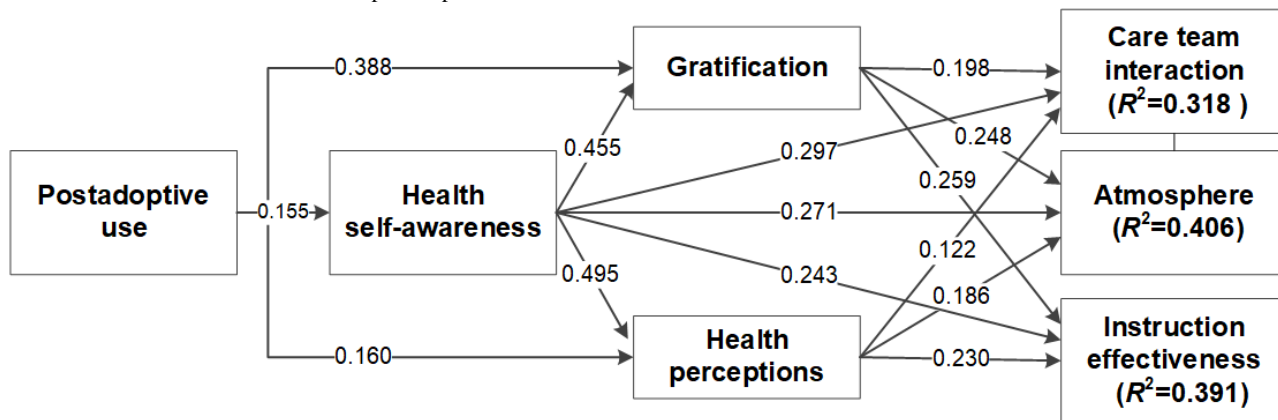 Postadoptive
use
Health
self-awareness
Gratification
Health
perceptions
Care team
interaction
(R²=0.318 )
Atmosphere
(R²=0.406)
Instruction
effectiveness
(R²=0.391)
0.388
0.155
0.160
0.455
0.495
0.198
0.248
0.259
0.297
0.271
0.243
0.122
0.186
0.230